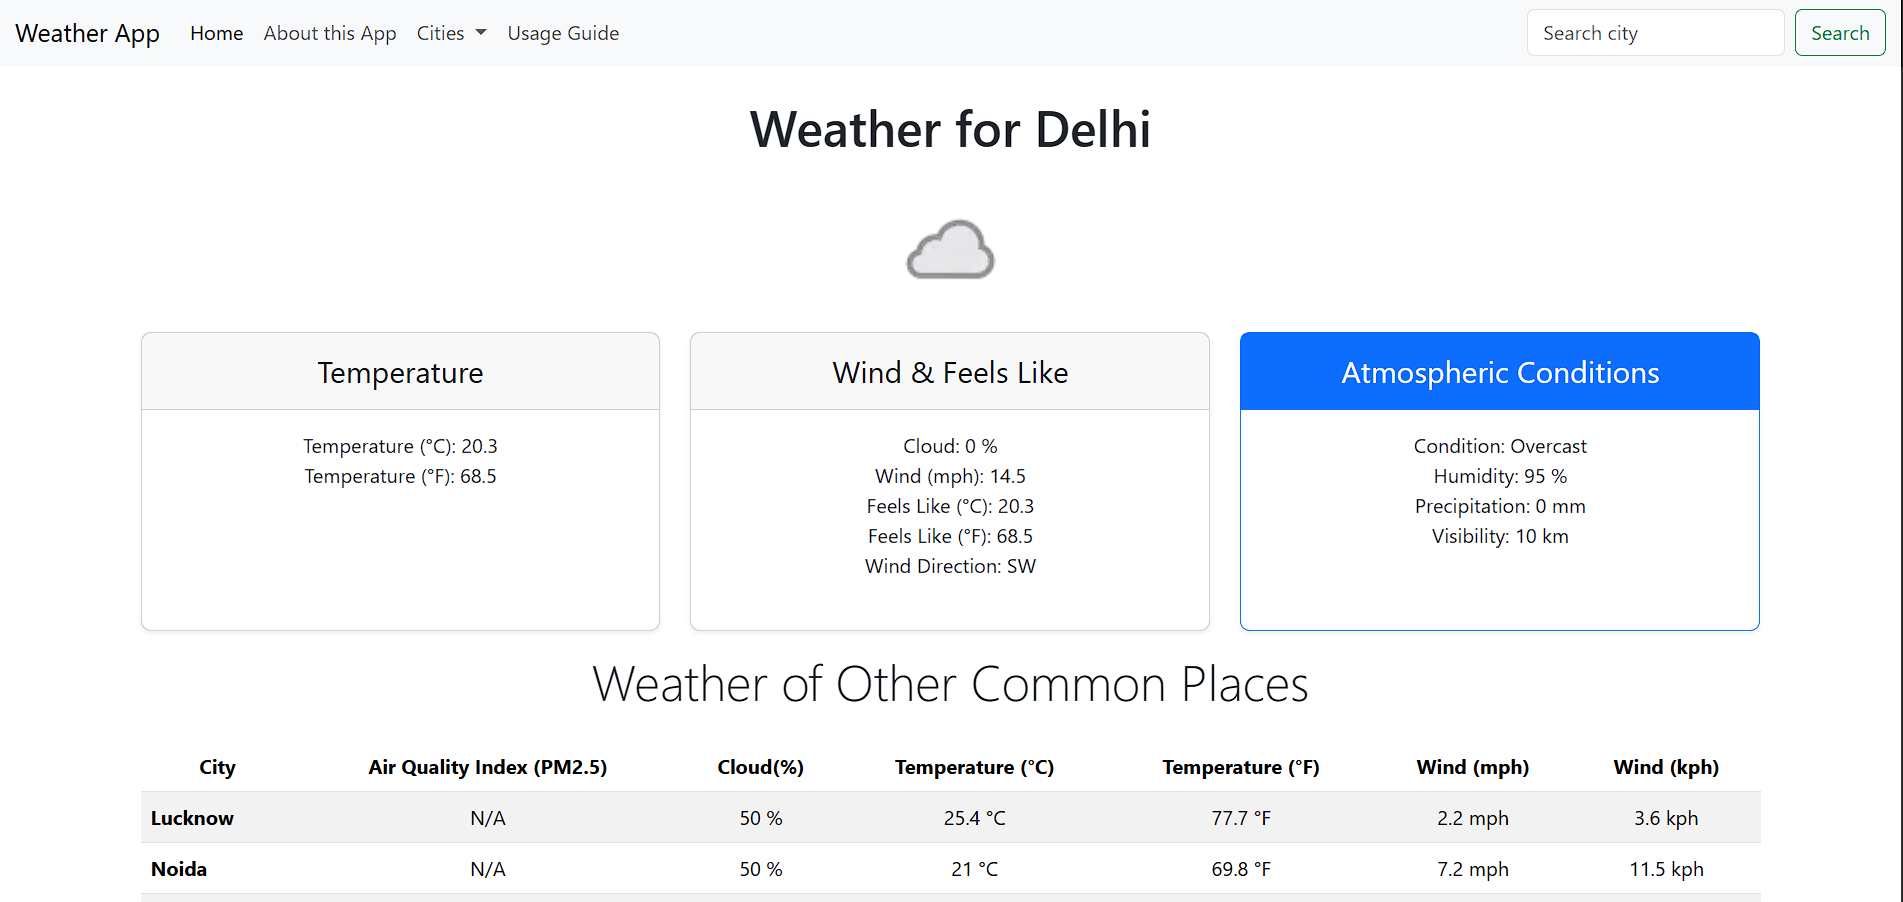 Weather App Home About this App Cities Usage Guide Search city Search
Weather for Delhi
Temperature
Temperature (°C): 20.3
Temperature (°F): 68.5
Wind & Feels Like
Cloud: 0 %
Wind (mph): 14.5
Feels Like (°C): 20.3
Feels Like (°F): 68.5
Wind Direction: SW
Atmospheric Conditions
Condition: Overcast
Humidity: 95 %
Precipitation: 0 mm
Visibility: 10 km
Weather of Other Common Places
City Air Quality Index (PM2.5) Cloud(%) Temperature (°C) Temperature (°F) Wind (mph) Wind (kph)
Lucknow N/A 50 % 25.4 °C 77.7 °F 2.2 mph 3.6 kph
Noida N/A 50 % 21 °C 69.8 °F 7.2 mph 11.5 kph